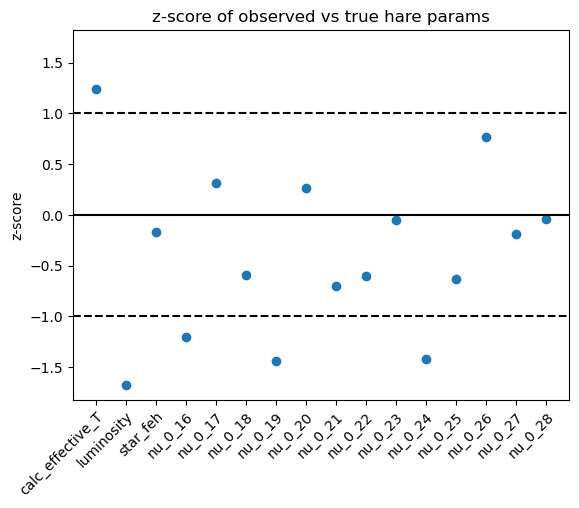 z-score of observed vs true hare params
z-score
1.5
1.0
0.5
0.0
−0.5
−1.0
−1.5
calc_effective_T
luminosity
star_feh
nu_0_16
nu_0_17
nu_0_18
nu_0_19
nu_0_20
nu_0_21
nu_0_22
nu_0_23
nu_0_24
nu_0_25
nu_0_26
nu_0_27
nu_0_28